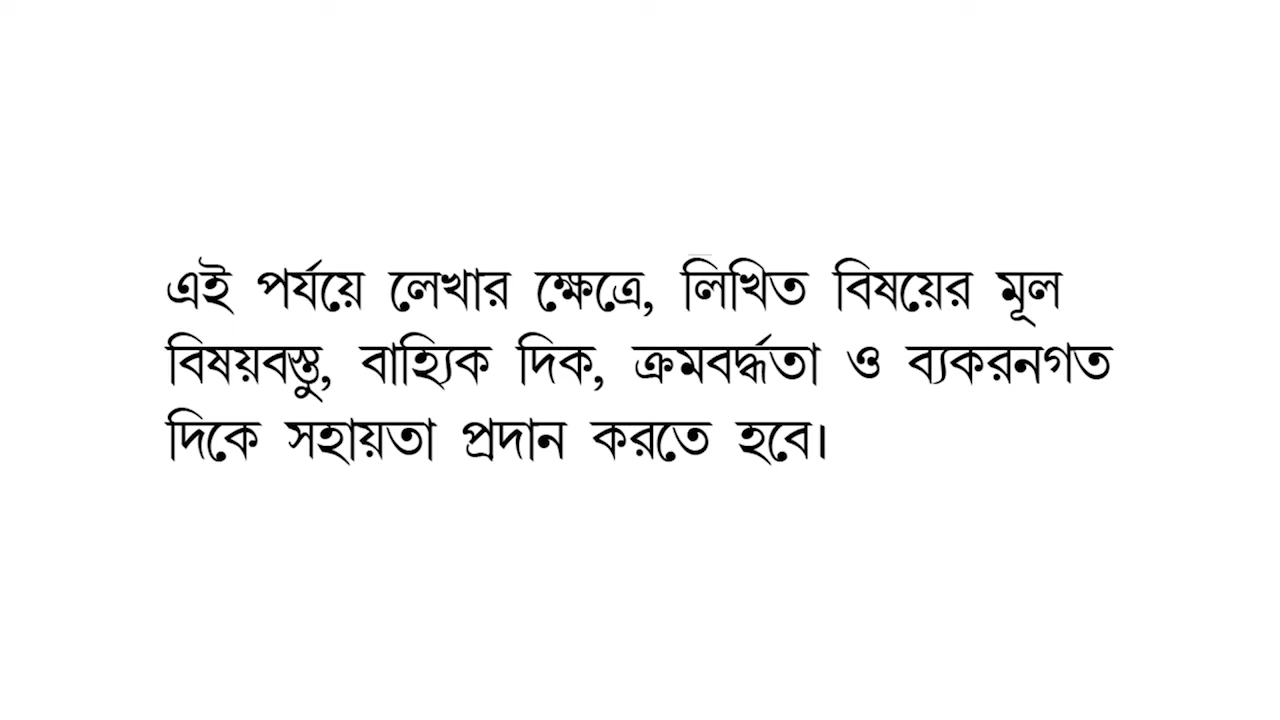 এই পর্যয়ে লেখার ক্ষেত্রে, লিখিত বিষয়ের মূল
বিষয়বস্তু, বাহ্যিক দিক, ক্রমবর্দ্ধতা ও ব্যকরনগত
দিকে সহায়তা প্রদান করতে হবে।